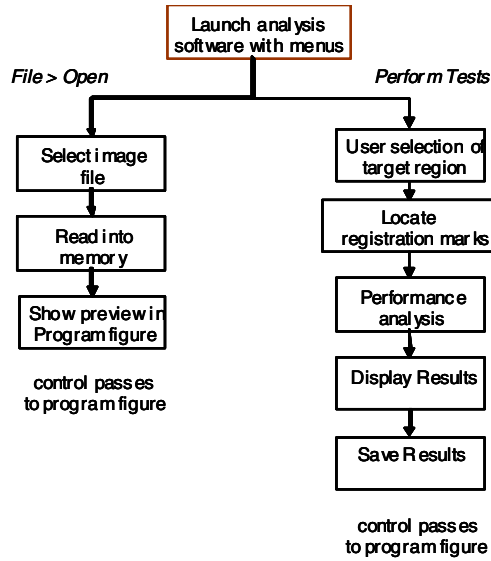 Launch analysis
software with menus
File > Open
Perform Tests
Select image
file
Read into
memory
Show preview in
Program figure
control passes
to program figure
User selection of
target region
Locate
registration marks
Performance
analysis
Display Results
Save Results
control passes
to program figure